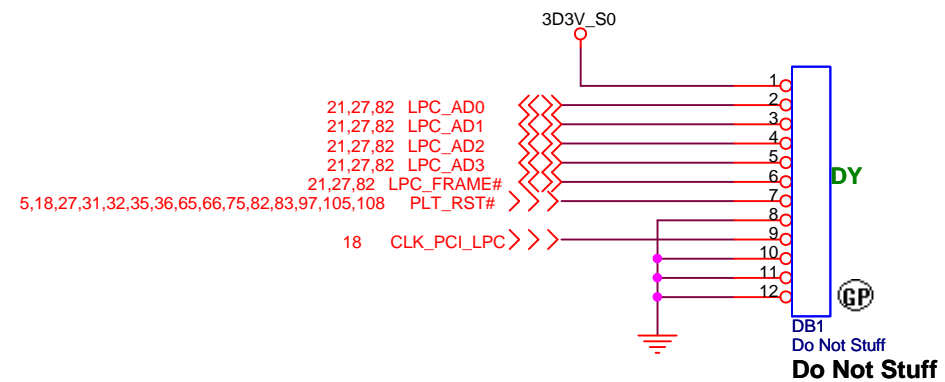 3D3V_S0
1
21,27,82 LPC_AD0 2
21,27,82 LPC_AD1 3
21,27,82 LPC_AD2 4
21,27,82 LPC_AD3 5
21,27,82 LPC_FRAME# 6
DY
5,18,27,31,32,35,36,65,66,75,82,83,97,105,108 PLT_RST# 7
8
18 CLK_PCI_LPC 9
10
11
12
GP
DB1
Do Not Stuff
Do Not Stuff